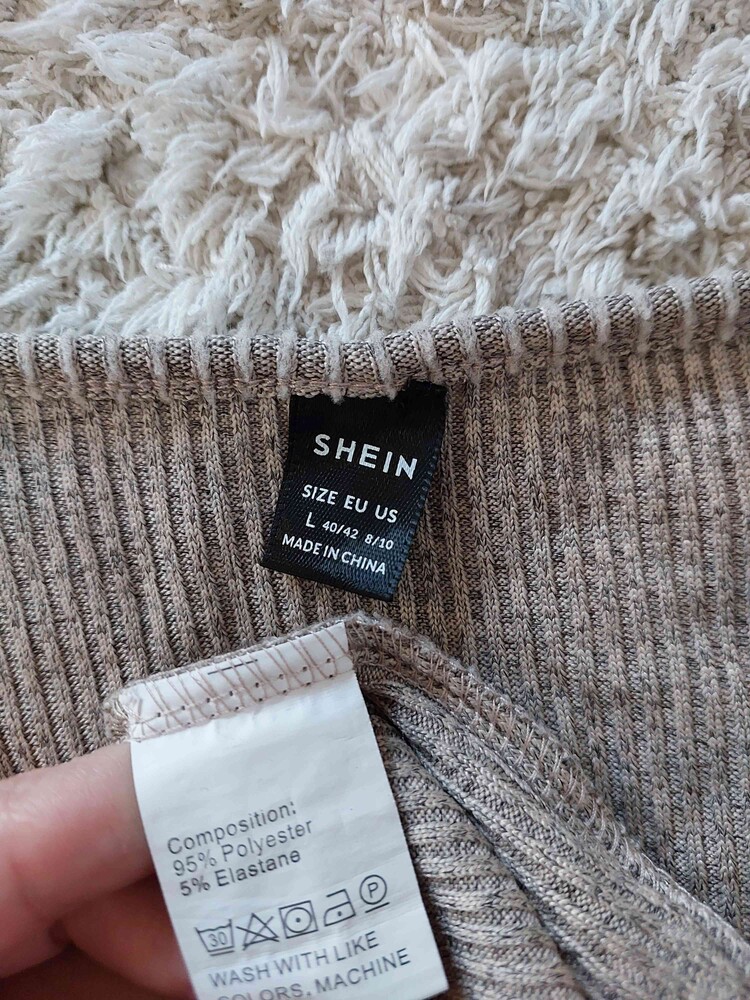 SHEIN
SIZE EU US
L 40/42 8/10
MADE IN CHINA
Composition:
95% Polyester
5% Elastane
30 P
WASH WITH LIKE
COLORS, MACHINE